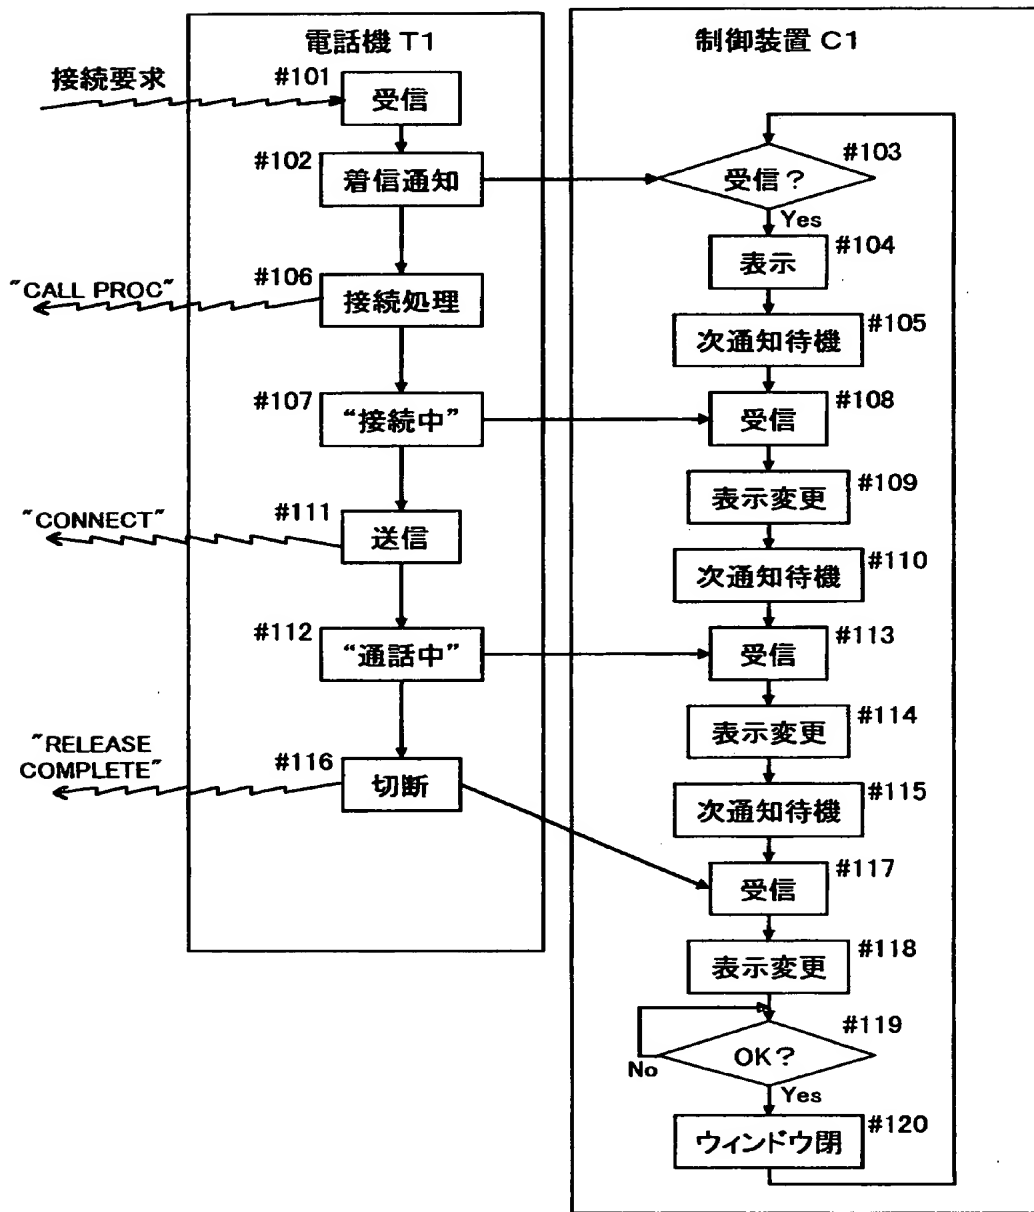 電話機 T1
制御装置 C1
接続要求
#101
受信
#102
着信通知
#103
受信？
Yes
#104
表示
"CALL PROC"
#106
接続処理
#105
次通知待機
#107
“接続中”
#108
受信
#109
表示変更
"CONNECT"
#111
送信
#110
次通知待機
#112
“通話中”
#113
受信
#114
表示変更
"RELEASE
COMPLETE"
#116
切断
#115
次通知待機
#117
受信
#118
表示変更
#119
OK？
No
Yes
#120
ウィンドウ閉